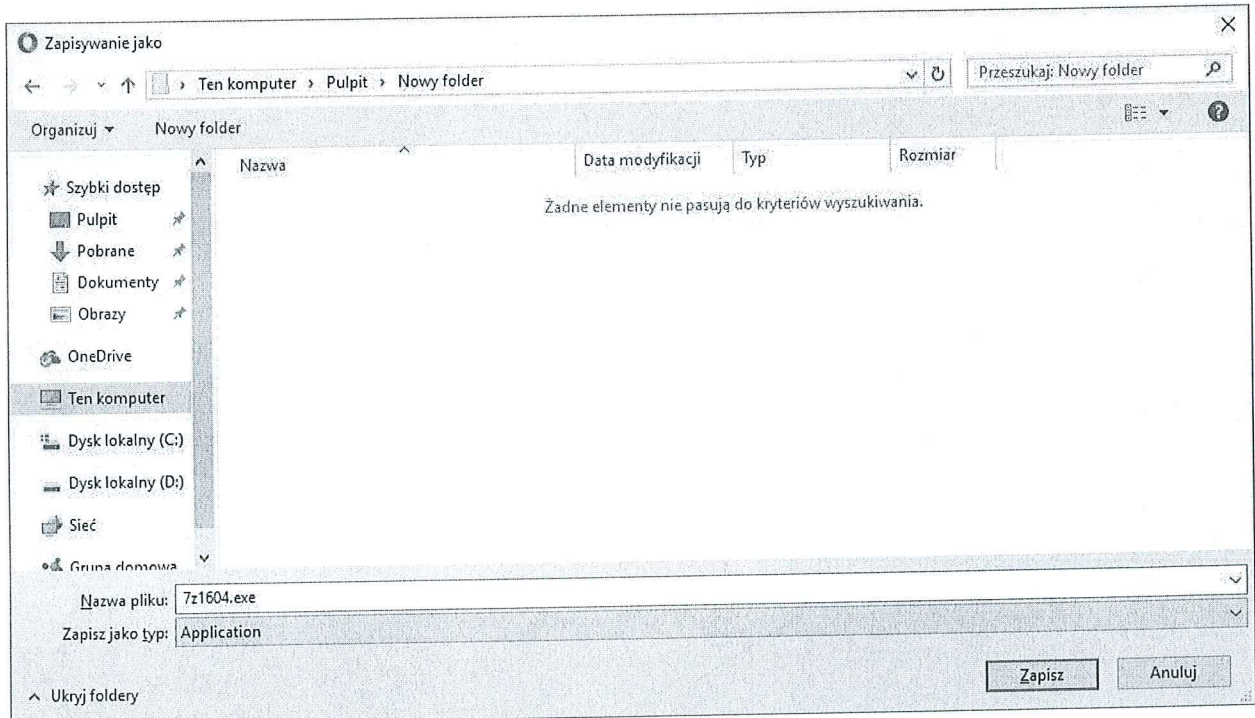 Zapisywanie jako
Ten komputer › Pulpit › Nowy folder
Przeszukaj: Nowy folder
Organizuj
Nowy folder
Nazwa
Data modyfikacji
Typ
Rozmiar
Żadne elementy nie pasują do kryteriów wyszukiwania.
Szybki dostęp
Pulpit
Pobrane
Dokumenty
Obrazy
OneDrive
Ten komputer
Dysk lokalny (C:)
Dysk lokalny (D:)
Sieć
Grupa domowa
Nazwa pliku: 7z1604.exe
Zapisz jako typ: Application
Ukryj foldery
Zapisz
Anuluj